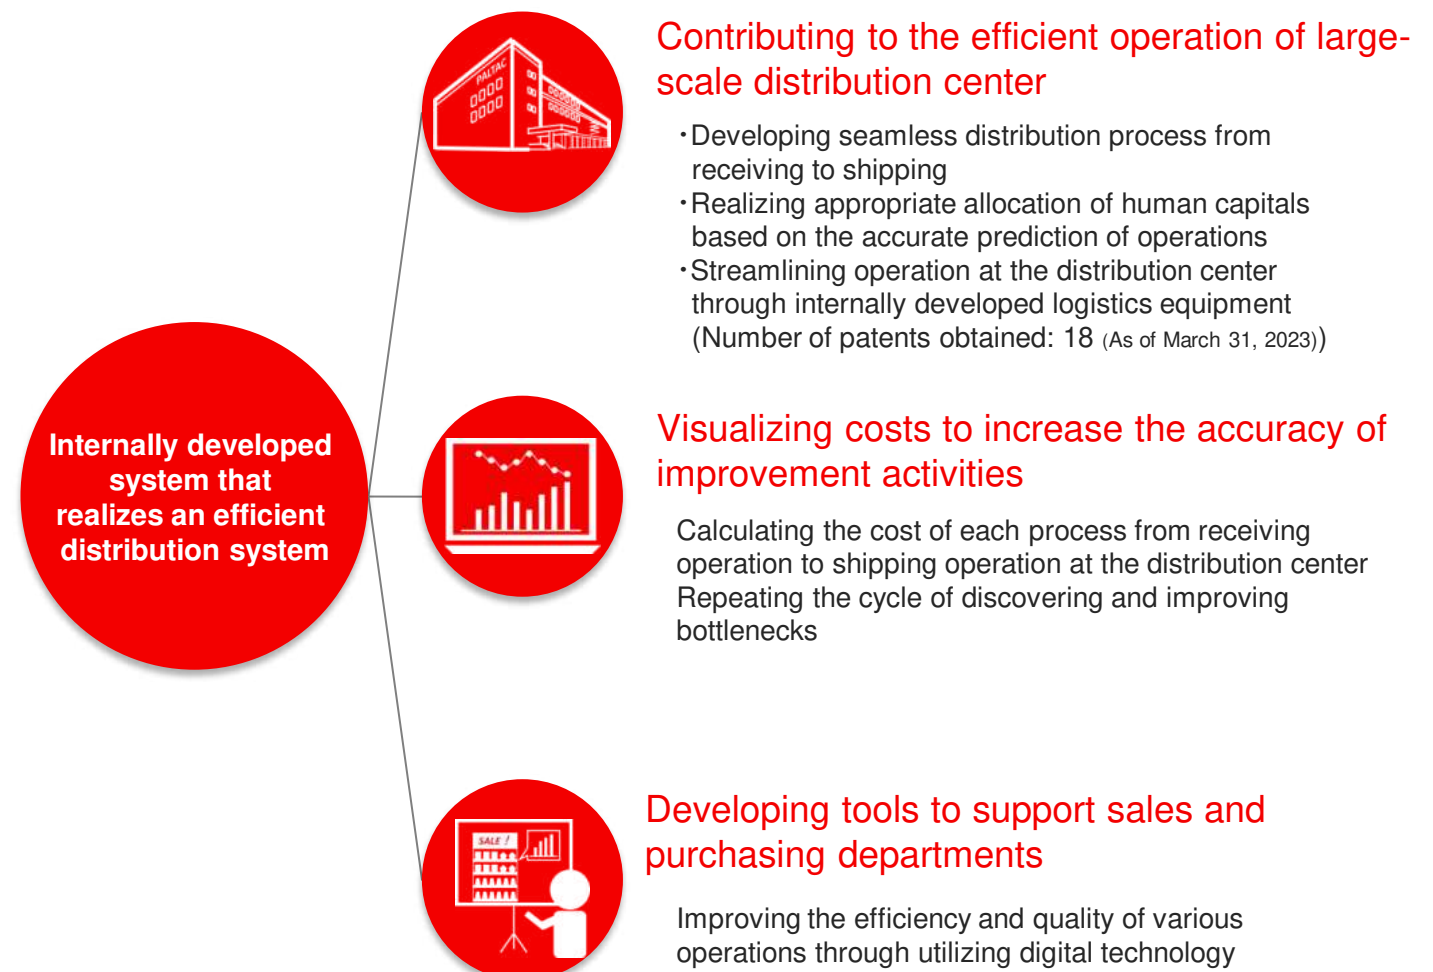 PALTAC
Contributing to the efficient operation of large-
scale distribution center
・Developing seamless distribution process from
receiving to shipping
・Realizing appropriate allocation of human capitals
based on the accurate prediction of operations
・Streamlining operation at the distribution center
through internally developed logistics equipment
(Number of patents obtained: 18 (As of March 31, 2023))
Internally developed
system that
realizes an efficient
distribution system
Visualizing costs to increase the accuracy of
improvement activities
Calculating the cost of each process from receiving
operation to shipping operation at the distribution center
Repeating the cycle of discovering and improving
bottlenecks
SALE !
Developing tools to support sales and
purchasing departments
Improving the efficiency and quality of various
operations through utilizing digital technology